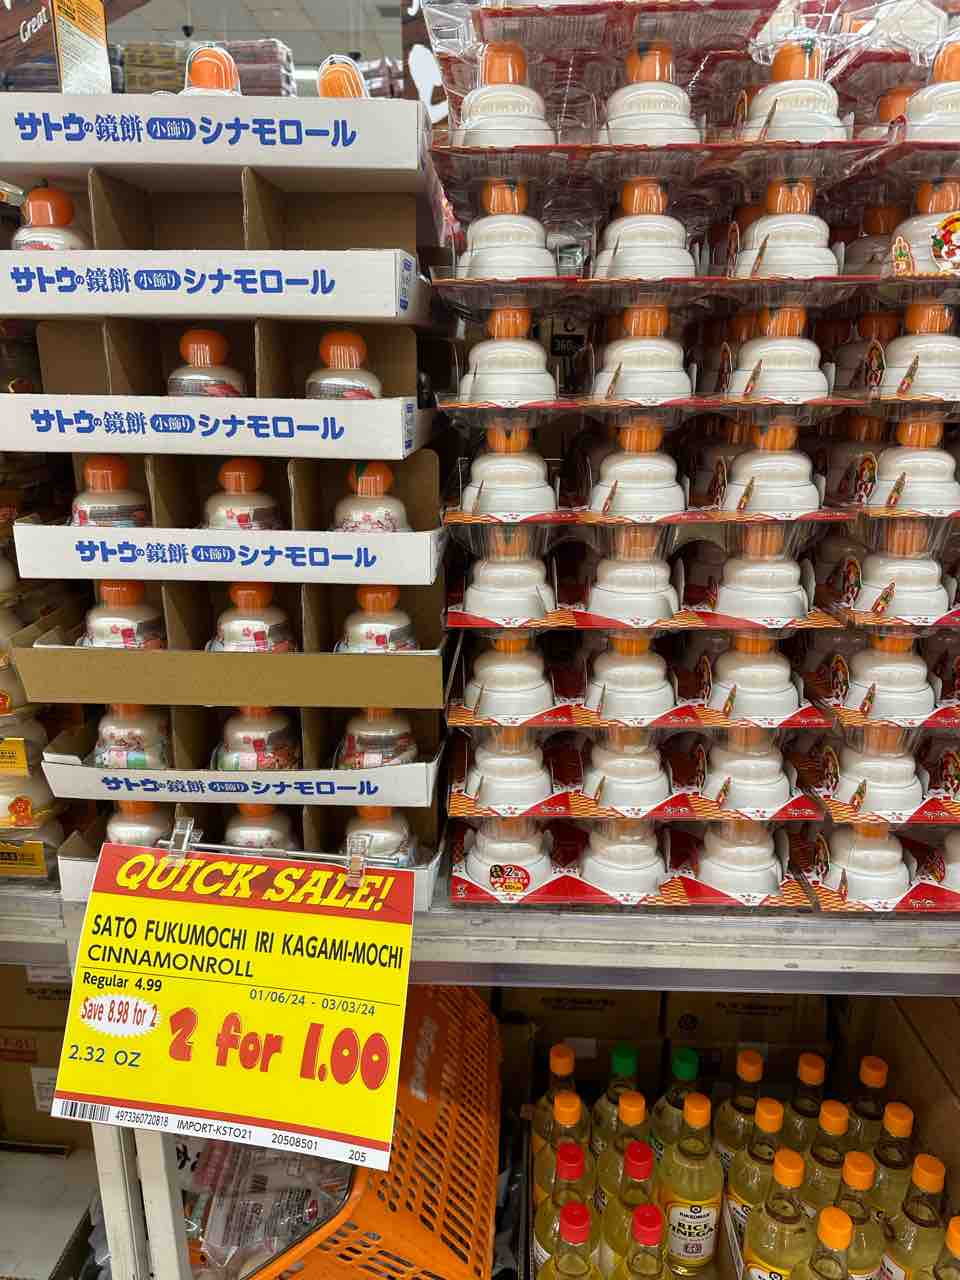 Great
サトウの鏡餅 小飾り シナモロール
サトウの鏡餅 小飾り シナモロール
サトウの鏡餅 小飾り シナモロール
サトウの鏡餅 小飾り シナモロール
サトウの鏡餅 小飾り シナモロール
360
QUICK SALE!
SATO FUKUMOCHI IRI KAGAMI-MOCHI
CINNAMONROLL
Regular 4.99
01/06/24 - 03/03/24
Save 8.98 for 2
2 for 1.00
2.32 OZ
4973360720818 IMPORT-KSTO21 20508501
205
KIKKOMAN
RICE
VINEGAR